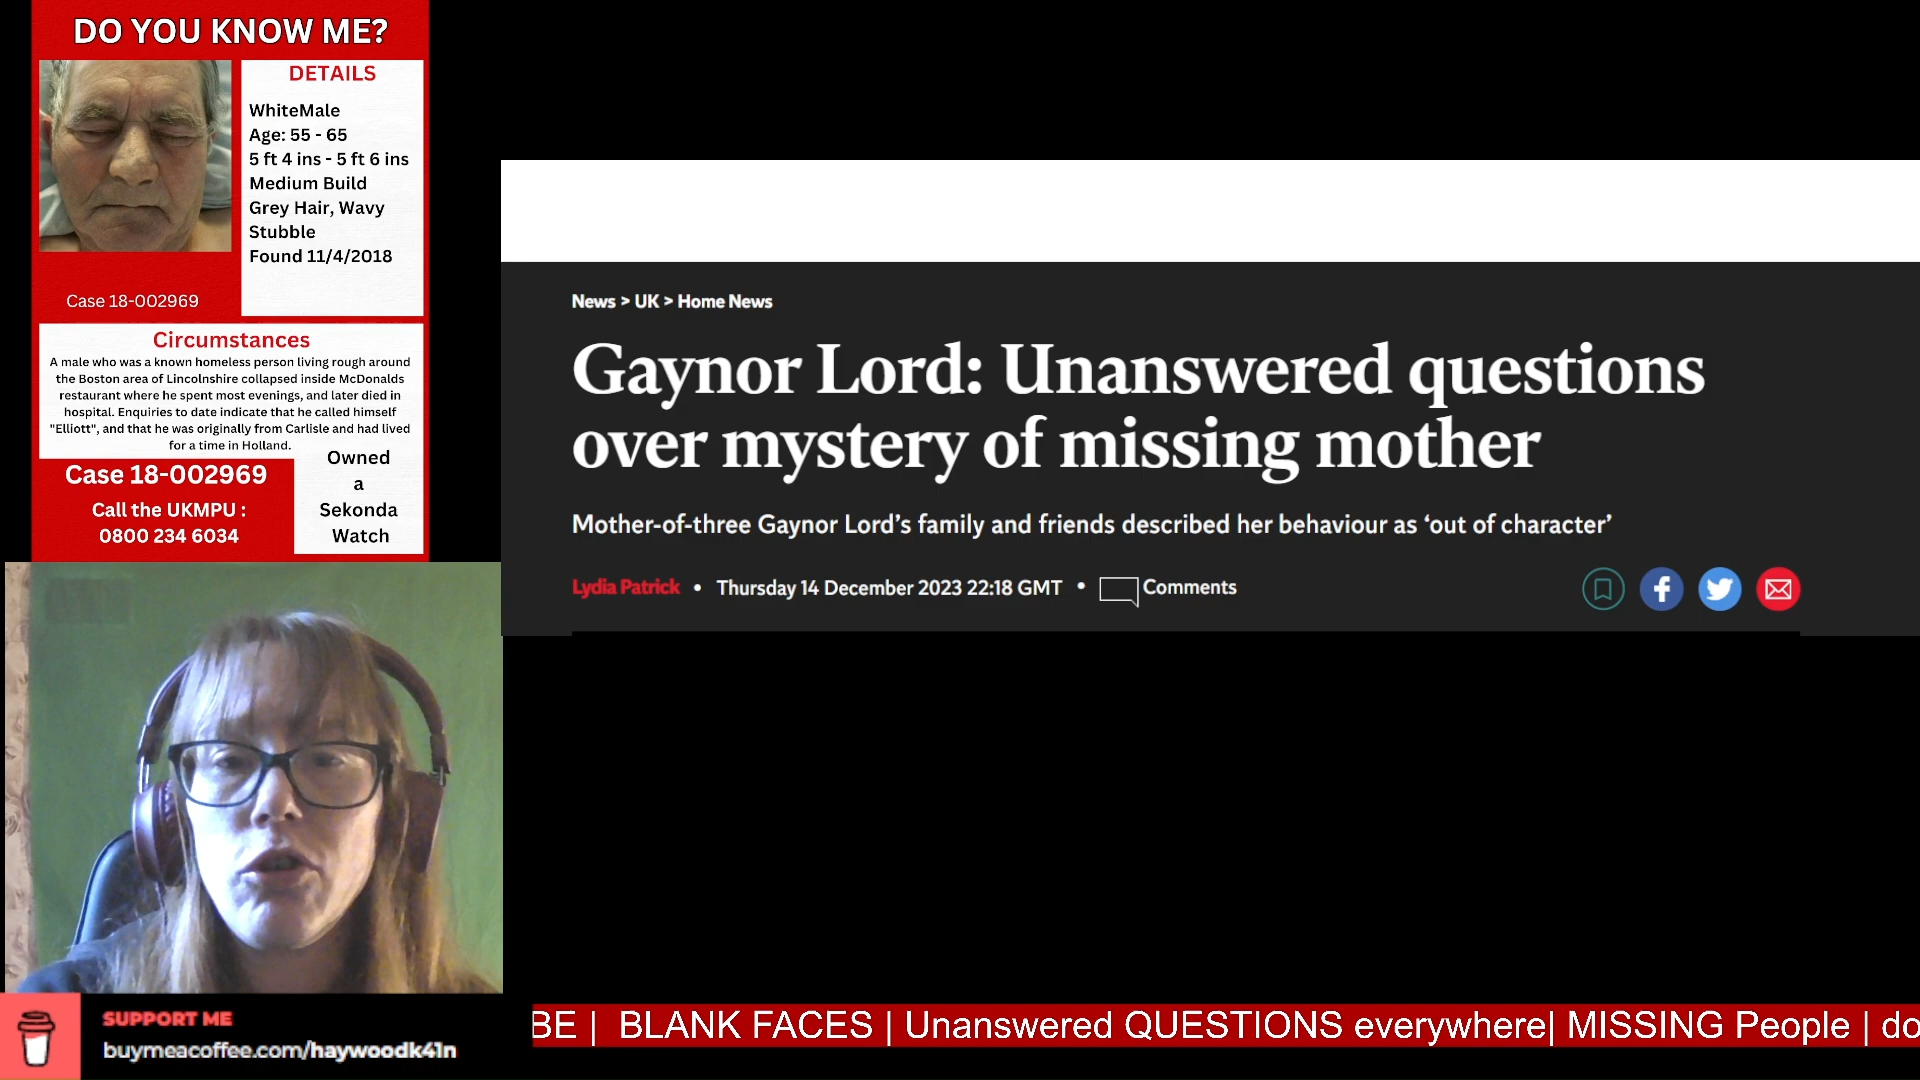 DO YOU KNOW ME?
DETAILS
WhiteMale
Age: 55 - 65
5 ft 4 ins - 5 ft 6 ins
Medium Build
Grey Hair, Wavy
Stubble
Found 11/4/2018
Case 18-002969
Circumstances
A male who was a known homeless person living rough around
the Boston area of Lincolnshire collapsed inside McDonalds
restaurant where he spent most evenings, and later died in
hospital. Enquiries to date indicate that he called himself
"Elliott", and that he was originally from Carlisle and had lived
for a time in Holland.
Case 18-002969
Call the UKMPU :
0800 234 6034
Owned
a
Sekonda
Watch
News > UK > Home News
Gaynor Lord: Unanswered questions
over mystery of missing mother
Mother-of-three Gaynor Lord’s family and friends described her behaviour as ‘out of character’
Lydia Patrick • Thursday 14 December 2023 22:18 GMT • Comments
SUPPORT ME
buymeacoffee.com/haywoodk41n
BE | BLANK FACES | Unanswered QUESTIONS everywhere| MISSING People | do